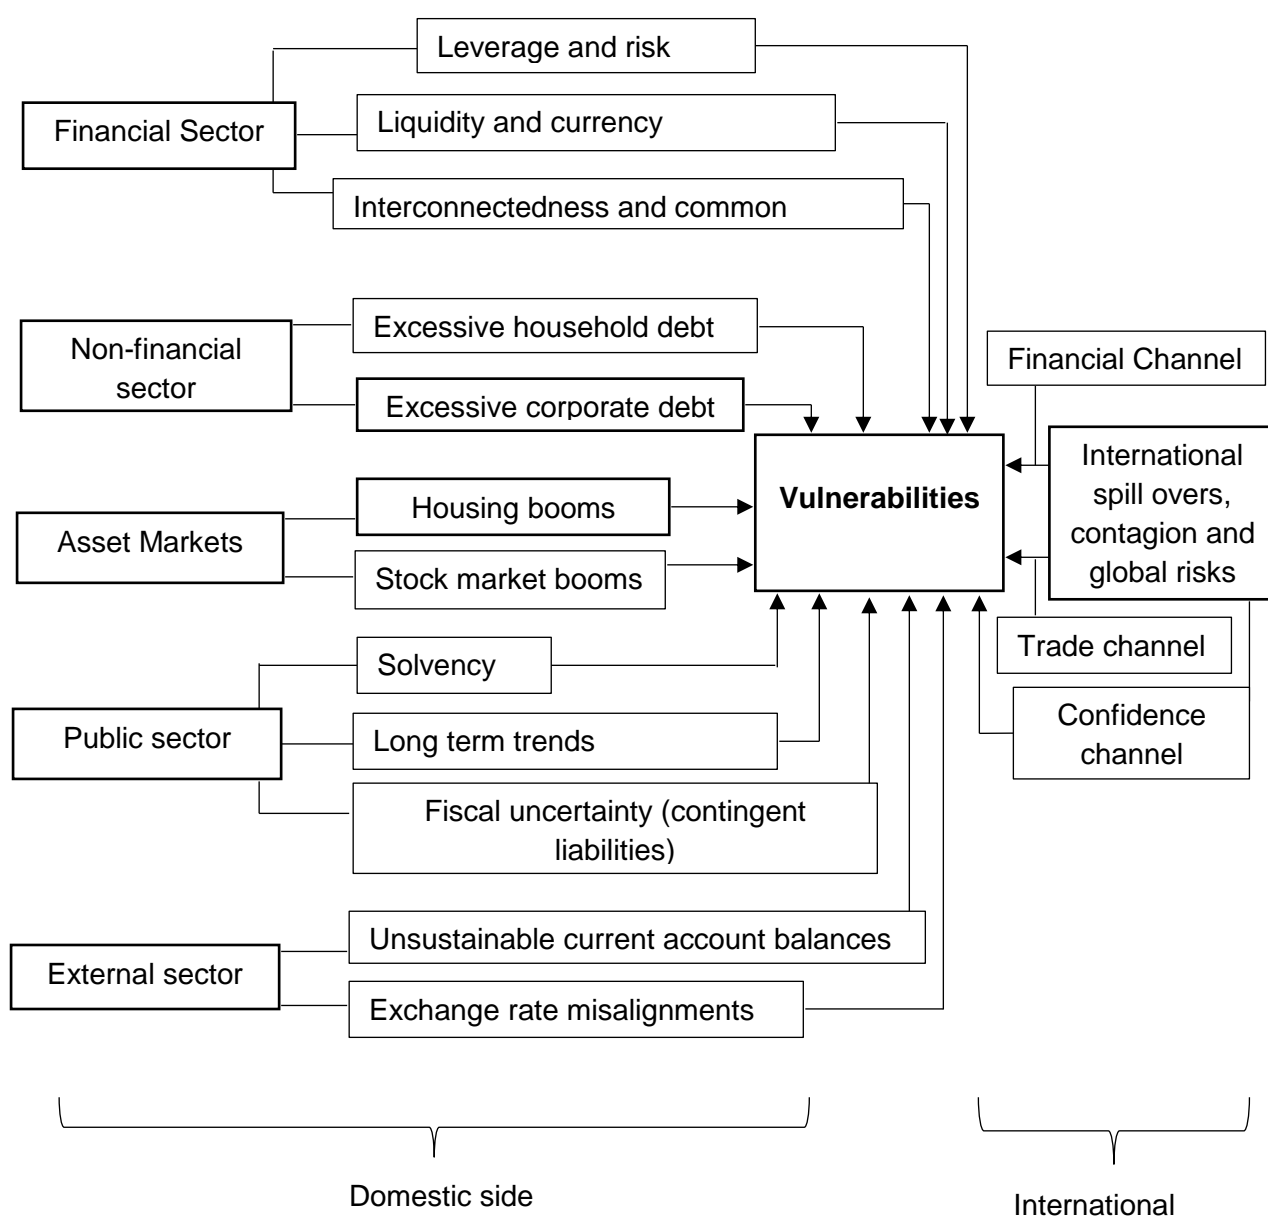 Leverage and risk
Financial Sector
Liquidity and currency
Interconnectedness and common
Non-financial
sector
Excessive household debt
Excessive corporate debt
Financial Channel
Vulnerabilities
International
spill overs,
contagion and
global risks
Asset Markets
Housing booms
Stock market booms
Trade channel
Confidence
channel
Public sector
Solvency
Long term trends
Fiscal uncertainty (contingent
liabilities)
External sector
Unsustainable current account balances
Exchange rate misalignments
Domestic side
International